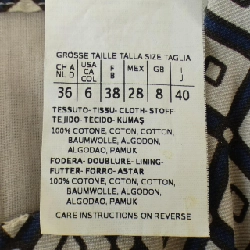 GRÖSSE TAILLE TALLA SIZE TAGLIA
CH A NL D USA CA COL F B MEX GB I J
36 6 38 28 8 40
TESSUTO-TISSU-CLOTH-STOFF
TEJIDO-TECIDO-KUMAŞ
100% COTONE, COTON, COTTON,
BAUMWOLLE, ALGODON,
ALGODAO, PAMUK
FODERA-DOUBLURE-LINING-
FUTTER-FORRO-ASTAR
100% COTONE, COTON, COTTON,
BAUMWOLLE, ALGODON,
ALGODAO, PAMUK
CARE INSTRUCTIONS ON REVERSE